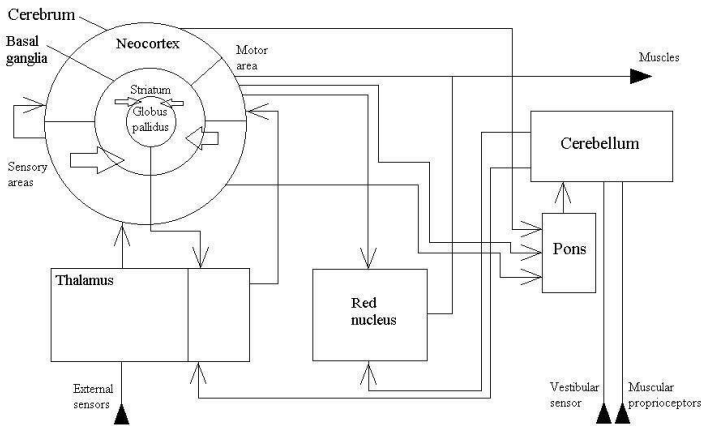 Cerebrum
Basal
ganglia
Neocortex
Motor
area
Muscles
Striatum
Globus
pallidus
Sensory
areas
Cerebellum
Pons
Thalamus
Red
nucleus
External
sensors
Vestibular
sensor
Muscular
proprioceptors